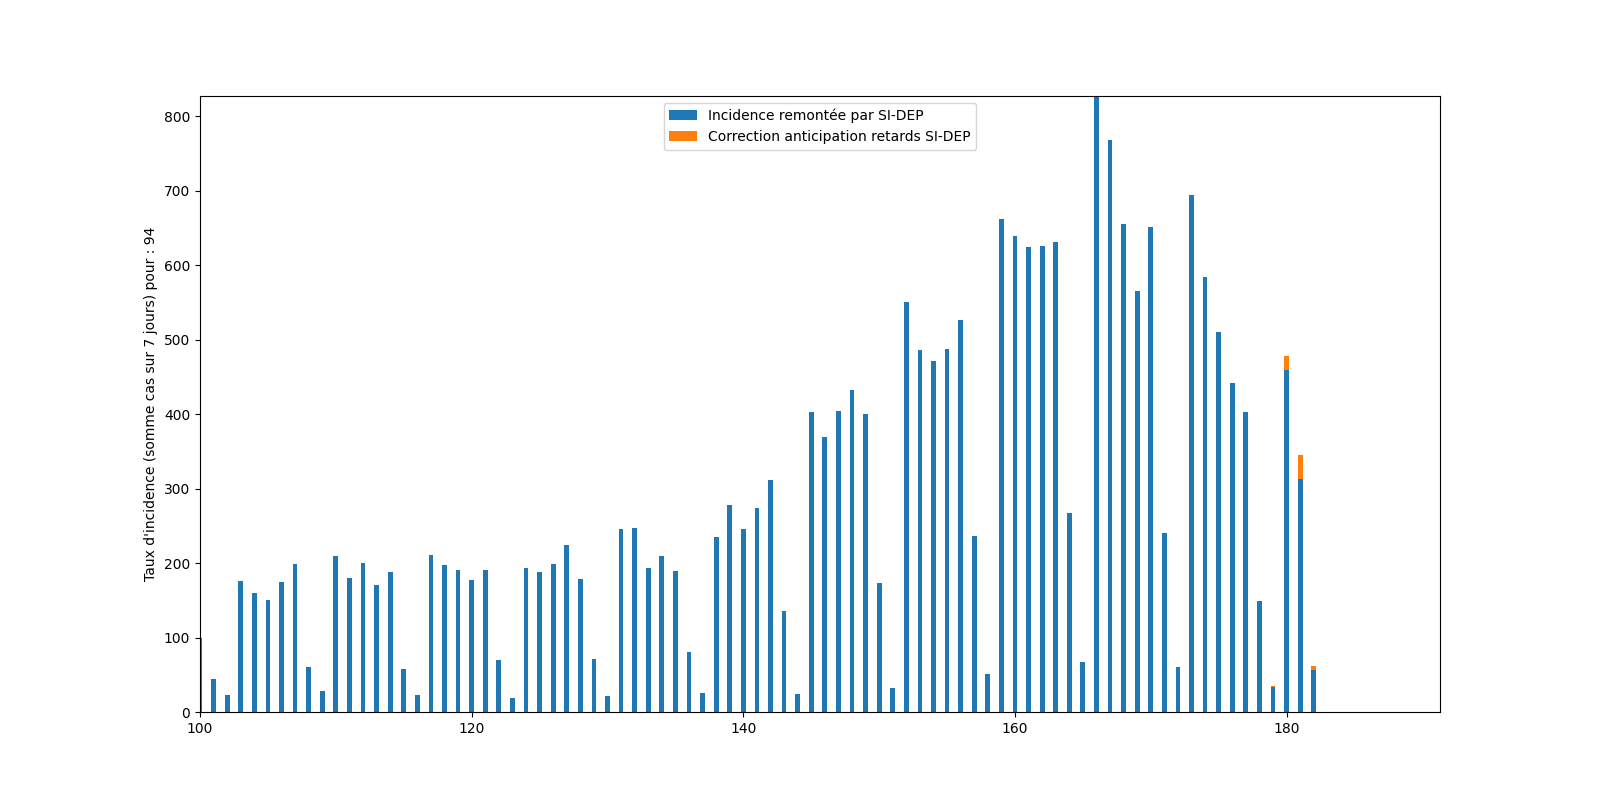 Incidence remontée par SI-DEP
Correction anticipation retards SI-DEP
Taux d'incidence (somme cas sur 7 jours) pour : 94
800
700
600
500
400
300
200
100
0
100 120 140 160 180